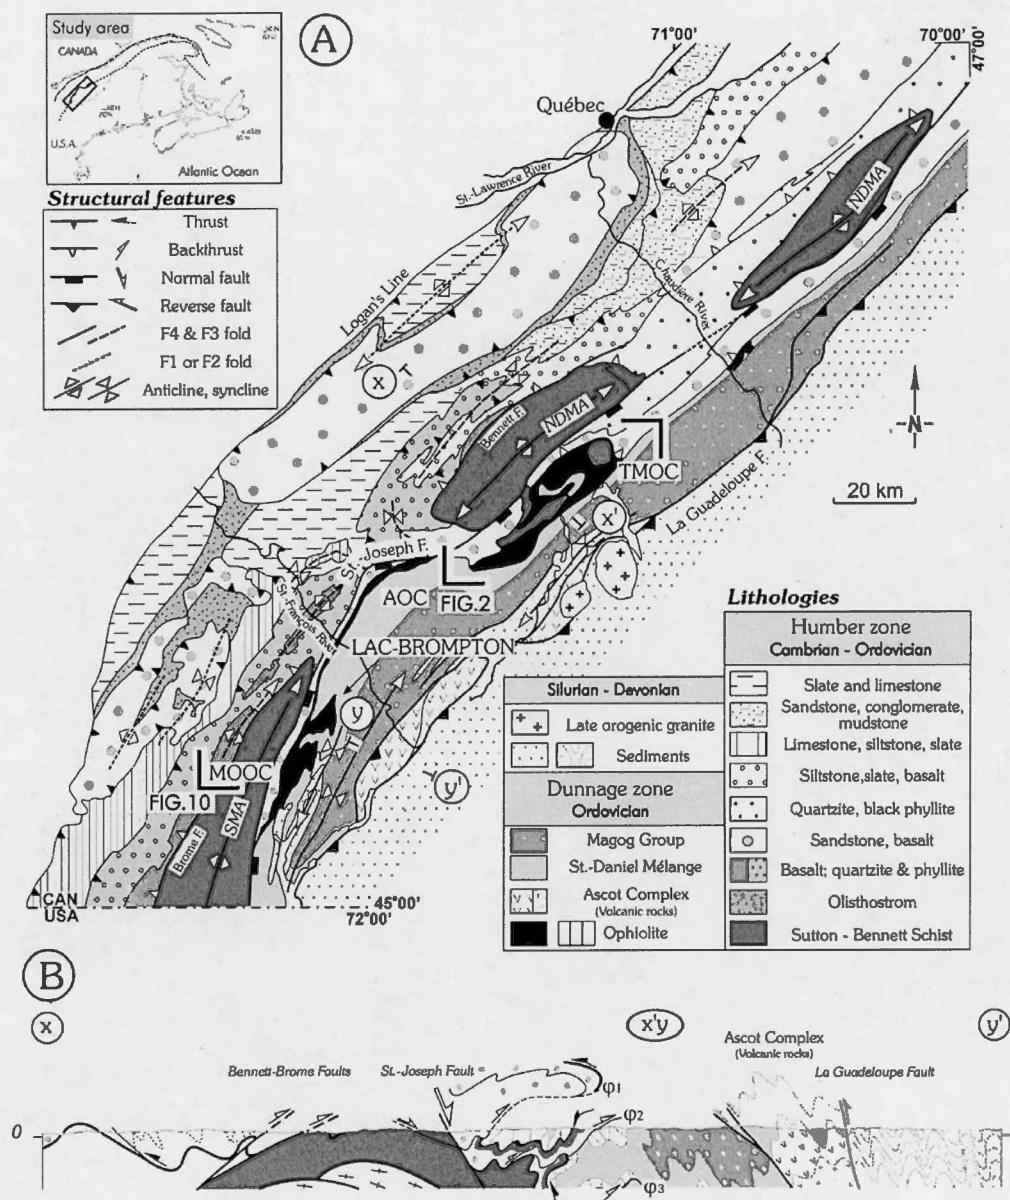 Study area
CANADA
U.S.A.
Atlantic Ocean
A
71°00'
70°00'
47°00'
Québec
St-Lawrence River
Structural features
Thrust
Backthrust
Normal fault
Reverse fault
F4 & F3 fold
F1 or F2 fold
Anticline, syncline
Logan's Line
Chaudière River
NDMA
x
Bennett F.
NDMA
TMOC
La Guadeloupe F.
N
20 km
x'
St. Joseph F.
AOC
FIG.2
St-François River
LAC-BROMPTON
y
y'
MOOC
FIG.10
SMA
Brome F.
CAN
USA
45°00'
72°00'
Silurian - Devonian
Late orogenic granite
Sediments
Dunnage zone
Ordovician
Magog Group
St.-Daniel Mélange
Ascot Complex
(Volcanic rocks)
Ophiolite
Lithologies
Humber zone
Cambrian - Ordovician
Slate and limestone
Sandstone, conglomerate,
mudstone
Limestone, siltstone, slate
Siltstone,slate, basalt
Quartzite, black phyllite
Sandstone, basalt
Basalt; quartzite & phyllite
Olisthostrom
Sutton - Bennett Schist
B
x
x'y
y'
Bennett-Brome Faults
St.-Joseph Fault
Ascot Complex
(Volcanic rocks)
La Guadeloupe Fault
φ1
φ2
φ3
0